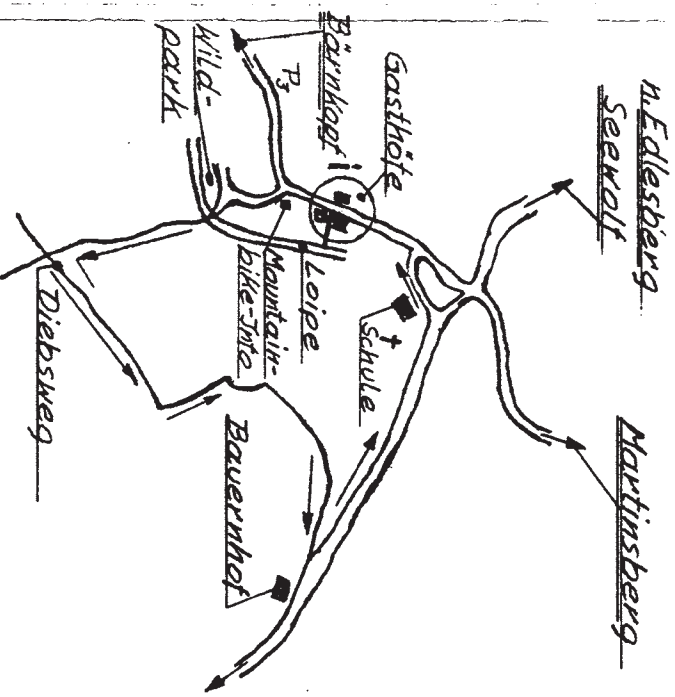 n. Edlesberg
Seewolf
Martinsberg
Gasthöfe
Schule
Bärnkopf
i
P3
Loipe
Mountain-
bike-Info
Wild-
park
Bauernhof
Diebsweg